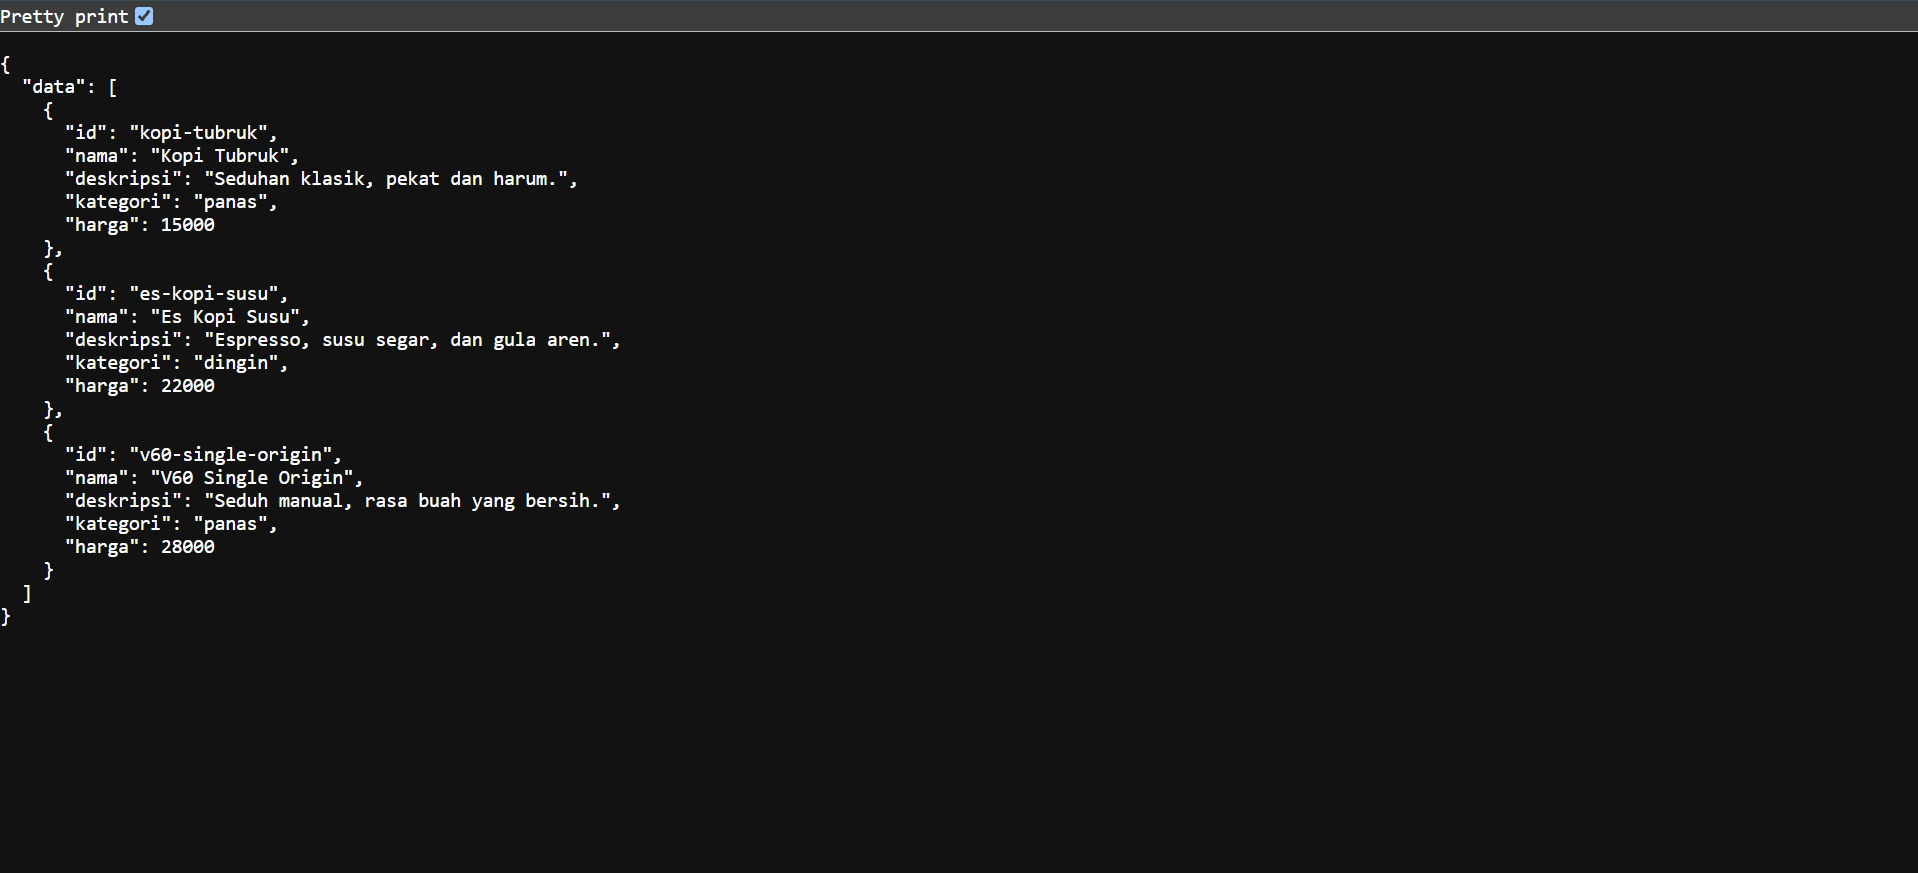 Pretty print
{
  "data": [
    {
      "id": "kopi-tubruk",
      "nama": "Kopi Tubruk",
      "deskripsi": "Seduhan klasik, pekat dan harum.",
      "kategori": "panas",
      "harga": 15000
    },
    {
      "id": "es-kopi-susu",
      "nama": "Es Kopi Susu",
      "deskripsi": "Espresso, susu segar, dan gula aren.",
      "kategori": "dingin",
      "harga": 22000
    },
    {
      "id": "v60-single-origin",
      "nama": "V60 Single Origin",
      "deskripsi": "Seduh manual, rasa buah yang bersih.",
      "kategori": "panas",
      "harga": 28000
    }
  ]
}